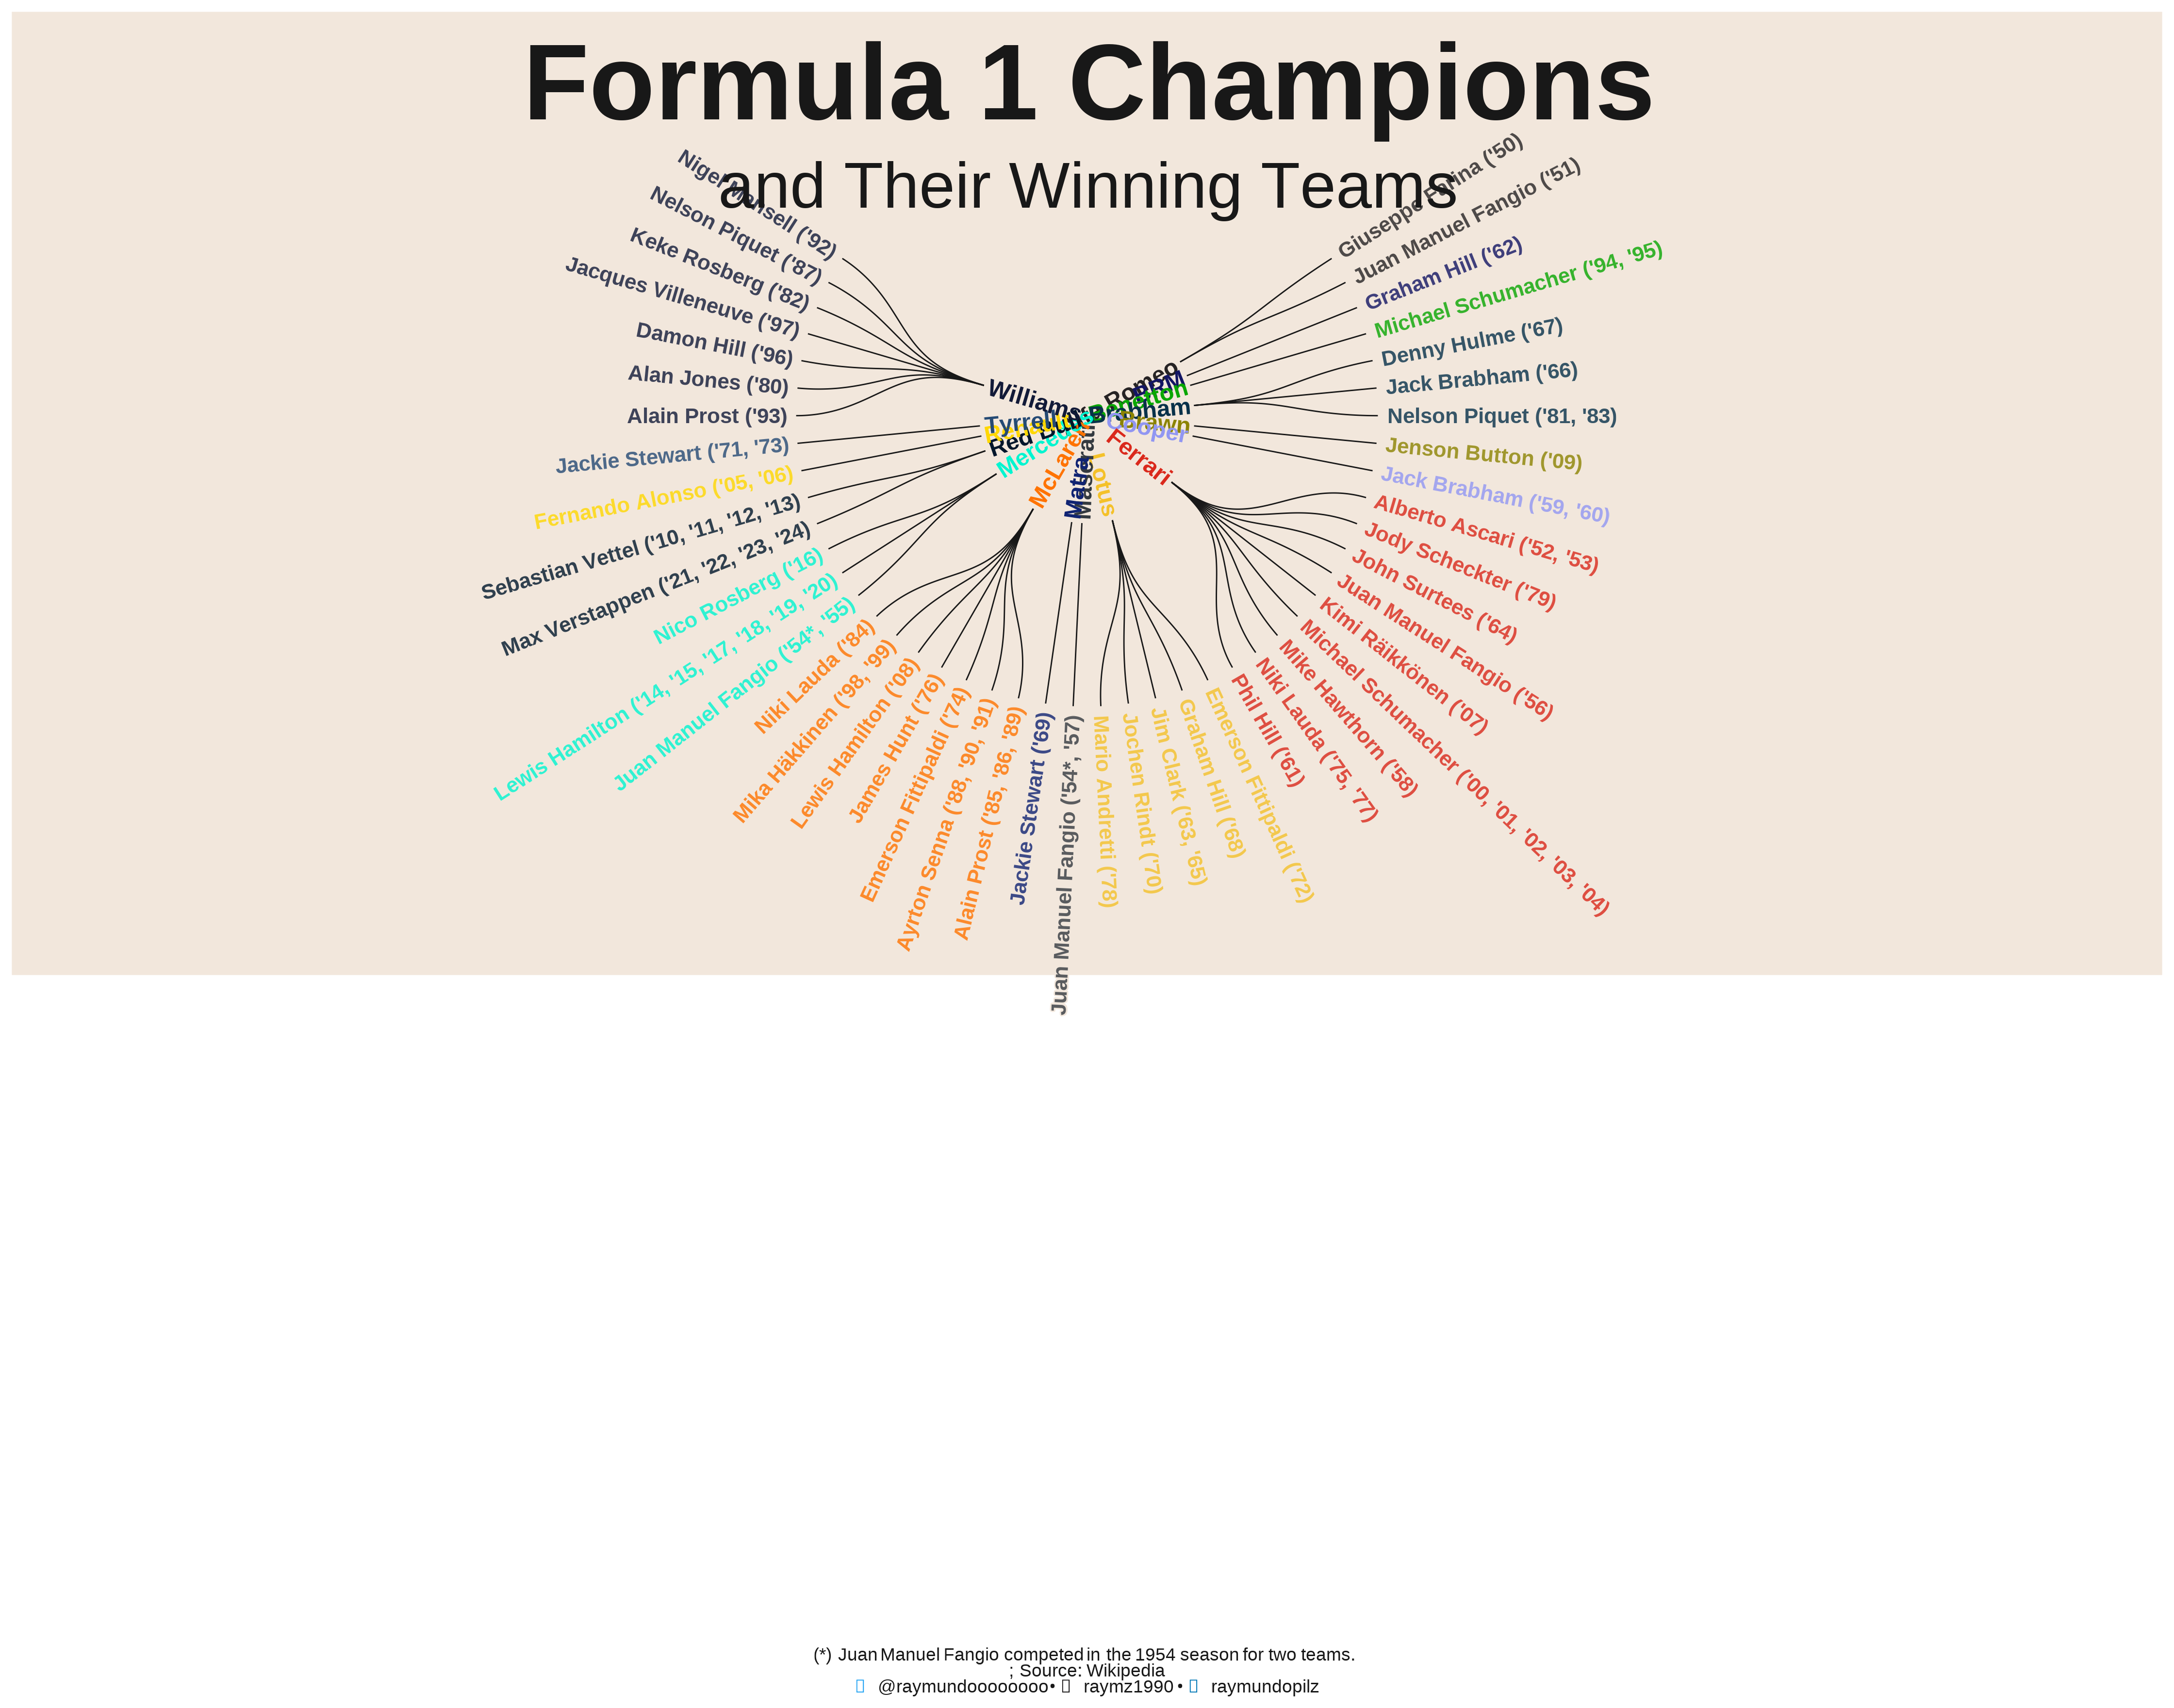 Formula 1 Champions
and Their Winning Teams
Nigel Mansell ('92)
Nelson Piquet ('87)
Keke Rosberg ('82)
Jacques Villeneuve ('97)
Damon Hill ('96)
Alan Jones ('80)
Alain Prost ('93)
Jackie Stewart ('71, '73)
Fernando Alonso ('05, '06)
Sebastian Vettel ('10, '11, '12, '13)
Max Verstappen ('21, '22, '23, '24)
Nico Rosberg ('16)
Lewis Hamilton ('14, '15, '17, '18, '19, '20)
Juan Manuel Fangio ('54*, '55)
Niki Lauda ('84)
Mika Häkkinen ('98, '99)
Lewis Hamilton ('08)
James Hunt ('76)
Emerson Fittipaldi ('74)
Ayrton Senna ('88, '90, '91)
Alain Prost ('85, '86, '89)
Jackie Stewart ('69)
Juan Manuel Fangio ('54*, '57)
Mario Andretti ('78)
Jochen Rindt ('70)
Jim Clark ('63, '65)
Graham Hill ('68)
Emerson Fittipaldi ('72)
Phil Hill ('61)
Niki Lauda ('75, '77)
Mike Hawthorn ('58)
Michael Schumacher ('00, '01, '02, '03, '04)
Kimi Räikkönen ('07)
Juan Manuel Fangio ('56)
John Surtees ('64)
Jody Scheckter ('79)
Alberto Ascari ('52, '53)
Jack Brabham ('59, '60)
Jenson Button ('09)
Nelson Piquet ('81, '83)
Jack Brabham ('66)
Denny Hulme ('67)
Michael Schumacher ('94, '95)
Graham Hill ('62)
Juan Manuel Fangio ('51)
Giuseppe Farina ('50)
Williams
Tyrrell
Red Bull
Mercedes
McLaren
Matra
Maserati
Lotus
Ferrari
Cooper
Brawn
Brabham
Benetton
BRM
Romeo
(*) Juan Manuel Fangio competed in the 1954 season for two teams.
; Source: Wikipedia
@raymundoooooooo • raymz1990 • raymundopilz